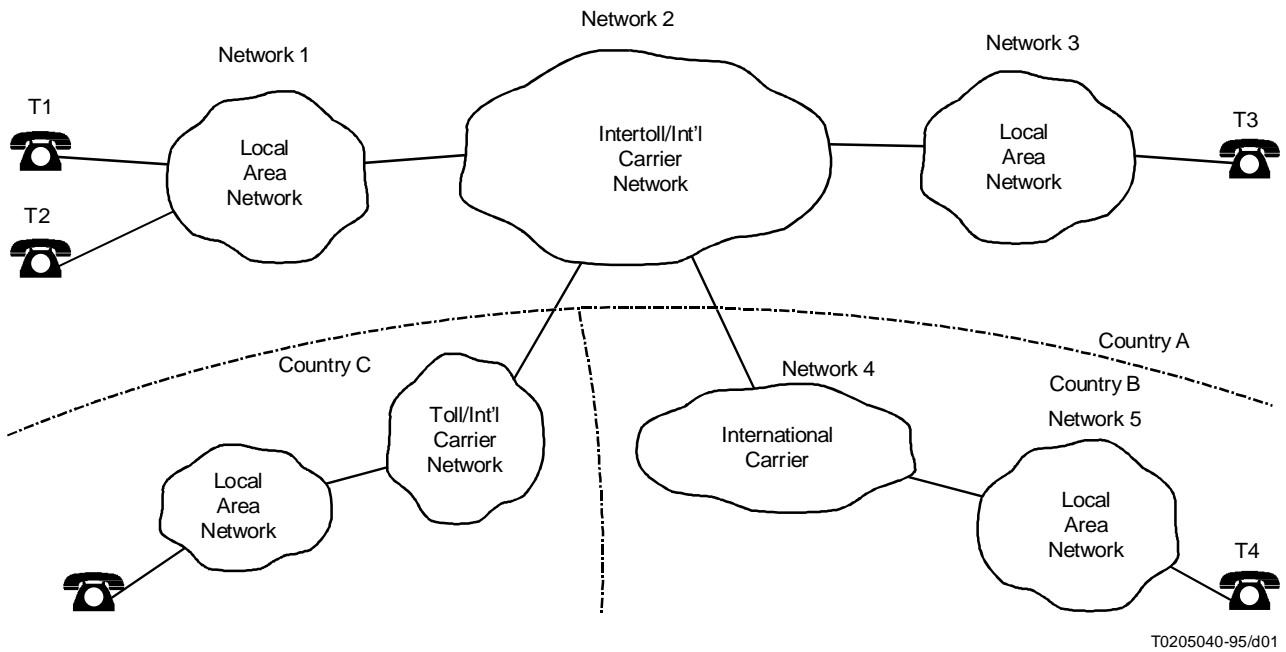 Network 2
Network 1
Network 3
T1
T3
Local
Area
Network
Intertoll/Int'l
Carrier
Network
Local
Area
Network
T2
Country A
Country C
Network 4
Country B
Network 5
Toll/Int'l
Carrier
Network
International
Carrier
Local
Area
Network
Local
Area
Network
T4
T0205040-95/d01